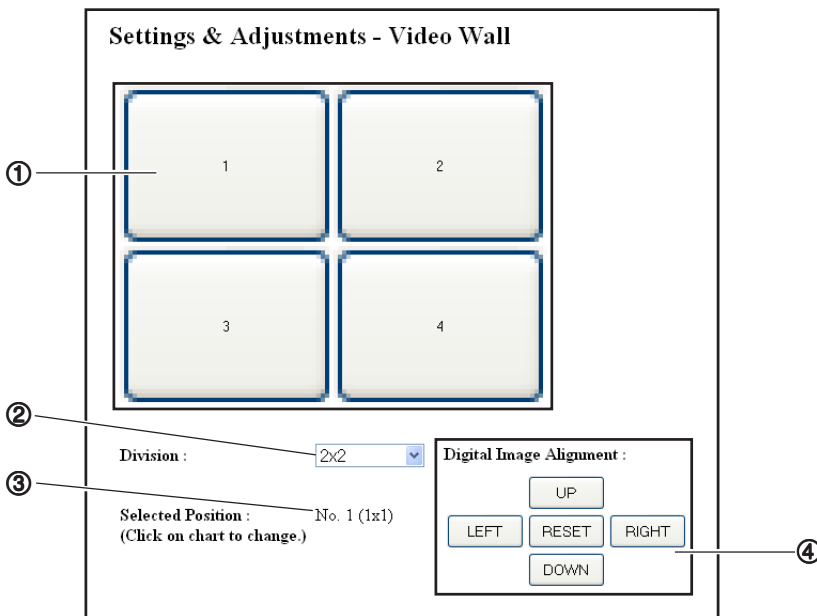 Settings & Adjustments - Video Wall
①
1
2
3
4
②
Division :
2x2
③
Selected Position :
No. 1 (1x1)
(Click on chart to change.)
Digital Image Alignment :
UP
LEFT
RESET
RIGHT
DOWN
④